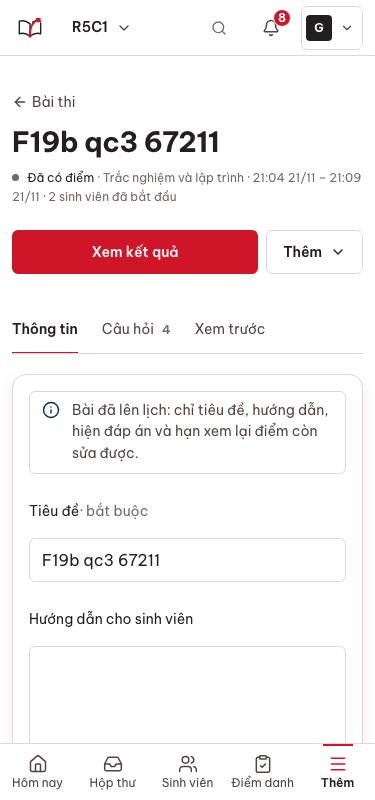 R5C1
8
G
Bài thi
F19b qc3 67211
Đã có điểm · Trắc nghiệm và lập trình · 21:04 21/11 – 21:09
21/11 · 2 sinh viên đã bắt đầu
Xem kết quả
Thêm
Thông tin
Câu hỏi 4
Xem trước
Bài đã lên lịch: chỉ tiêu đề, hướng dẫn,
hiện đáp án và hạn xem lại điểm còn
sửa được.
Tiêu đề · bắt buộc
F19b qc3 67211
Hướng dẫn cho sinh viên
Hôm nay
Hộp thư
Sinh viên
Điểm danh
Thêm